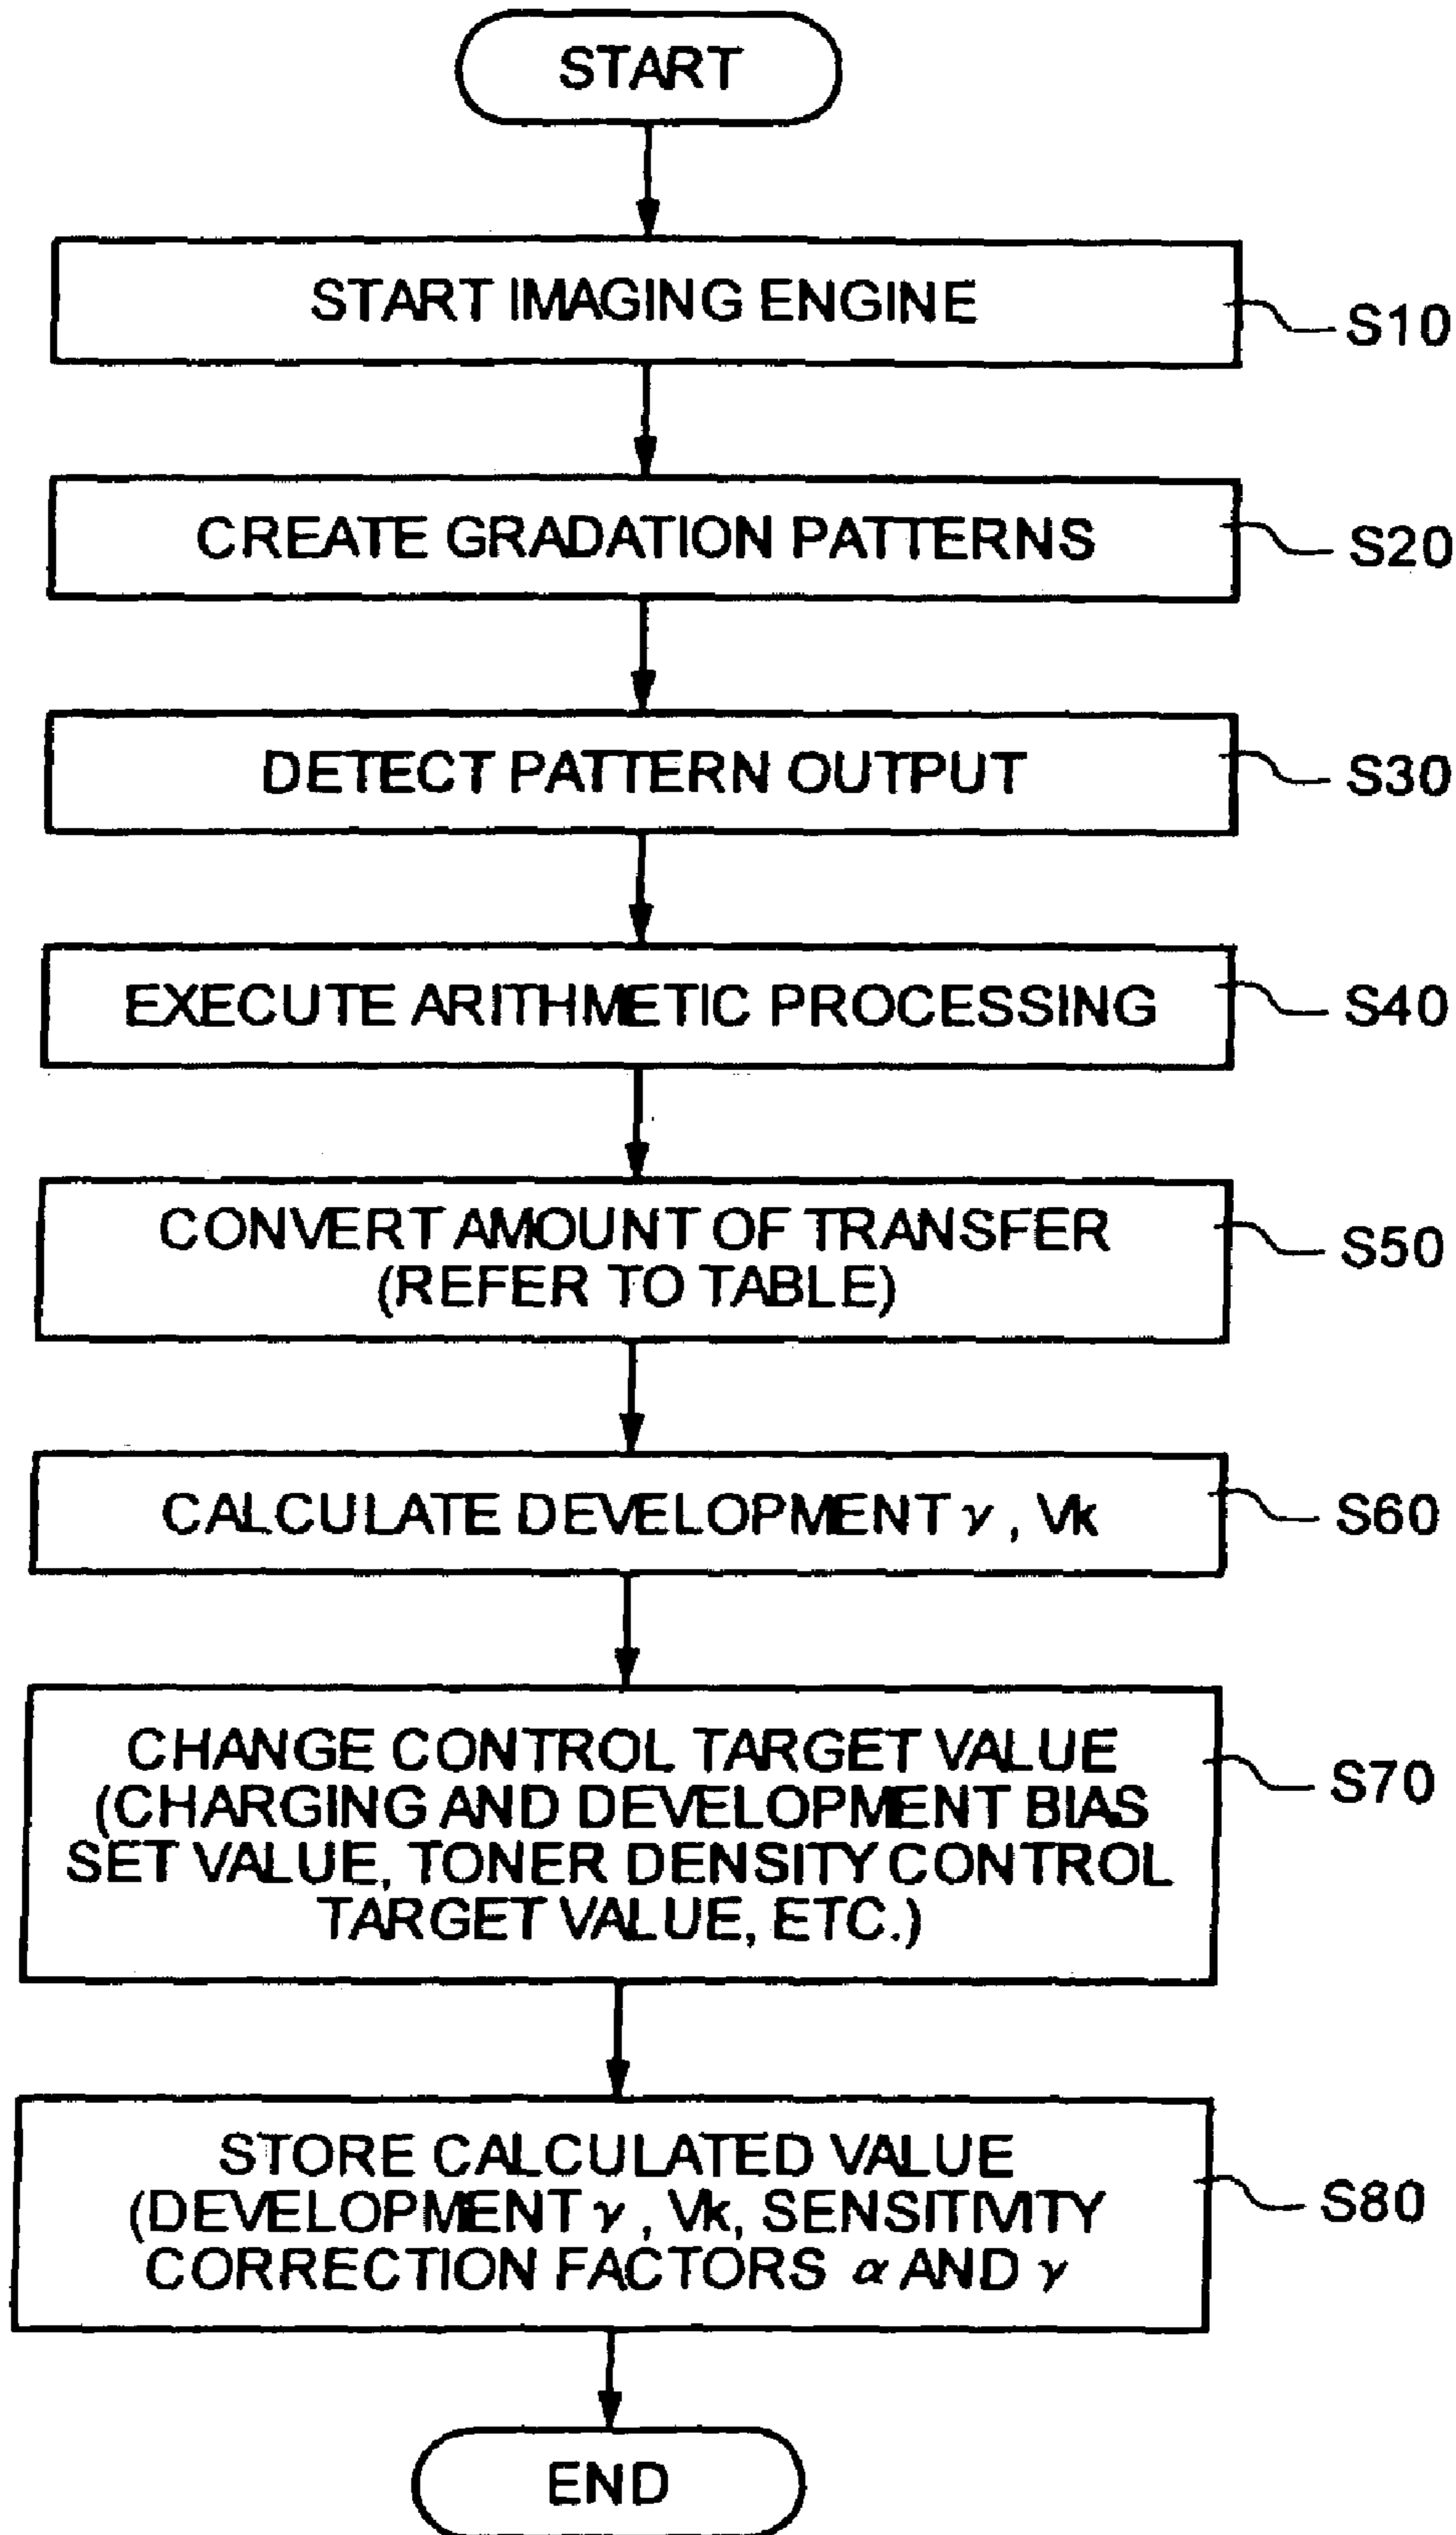 START
START IMAGING ENGINE
S10
CREATE GRADATION PATTERNS
S20
DETECT PATTERN OUTPUT
S30
EXECUTE ARITHMETIC PROCESSING
S40
CONVERT AMOUNT OF TRANSFER
(REFER TO TABLE)
S50
CALCULATE DEVELOPMENT γ, Vk
S60
CHANGE CONTROL TARGET VALUE
(CHARGING AND DEVELOPMENT BIAS
SET VALUE, TONER DENSITY CONTROL
TARGET VALUE, ETC.)
S70
STORE CALCULATED VALUE
(DEVELOPMENT γ, Vk, SENSITIVITY
CORRECTION FACTORS α AND γ
S80
END